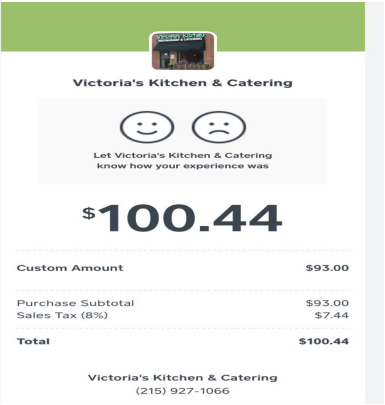 Victoria's Kitchen & Catering
Let Victoria's Kitchen & Catering
know how your experience was
$100.44
Custom Amount $93.00
Purchase Subtotal $93.00
Sales Tax (8%) $7.44
Total $100.44
Victoria's Kitchen & Catering
(215) 927-1066